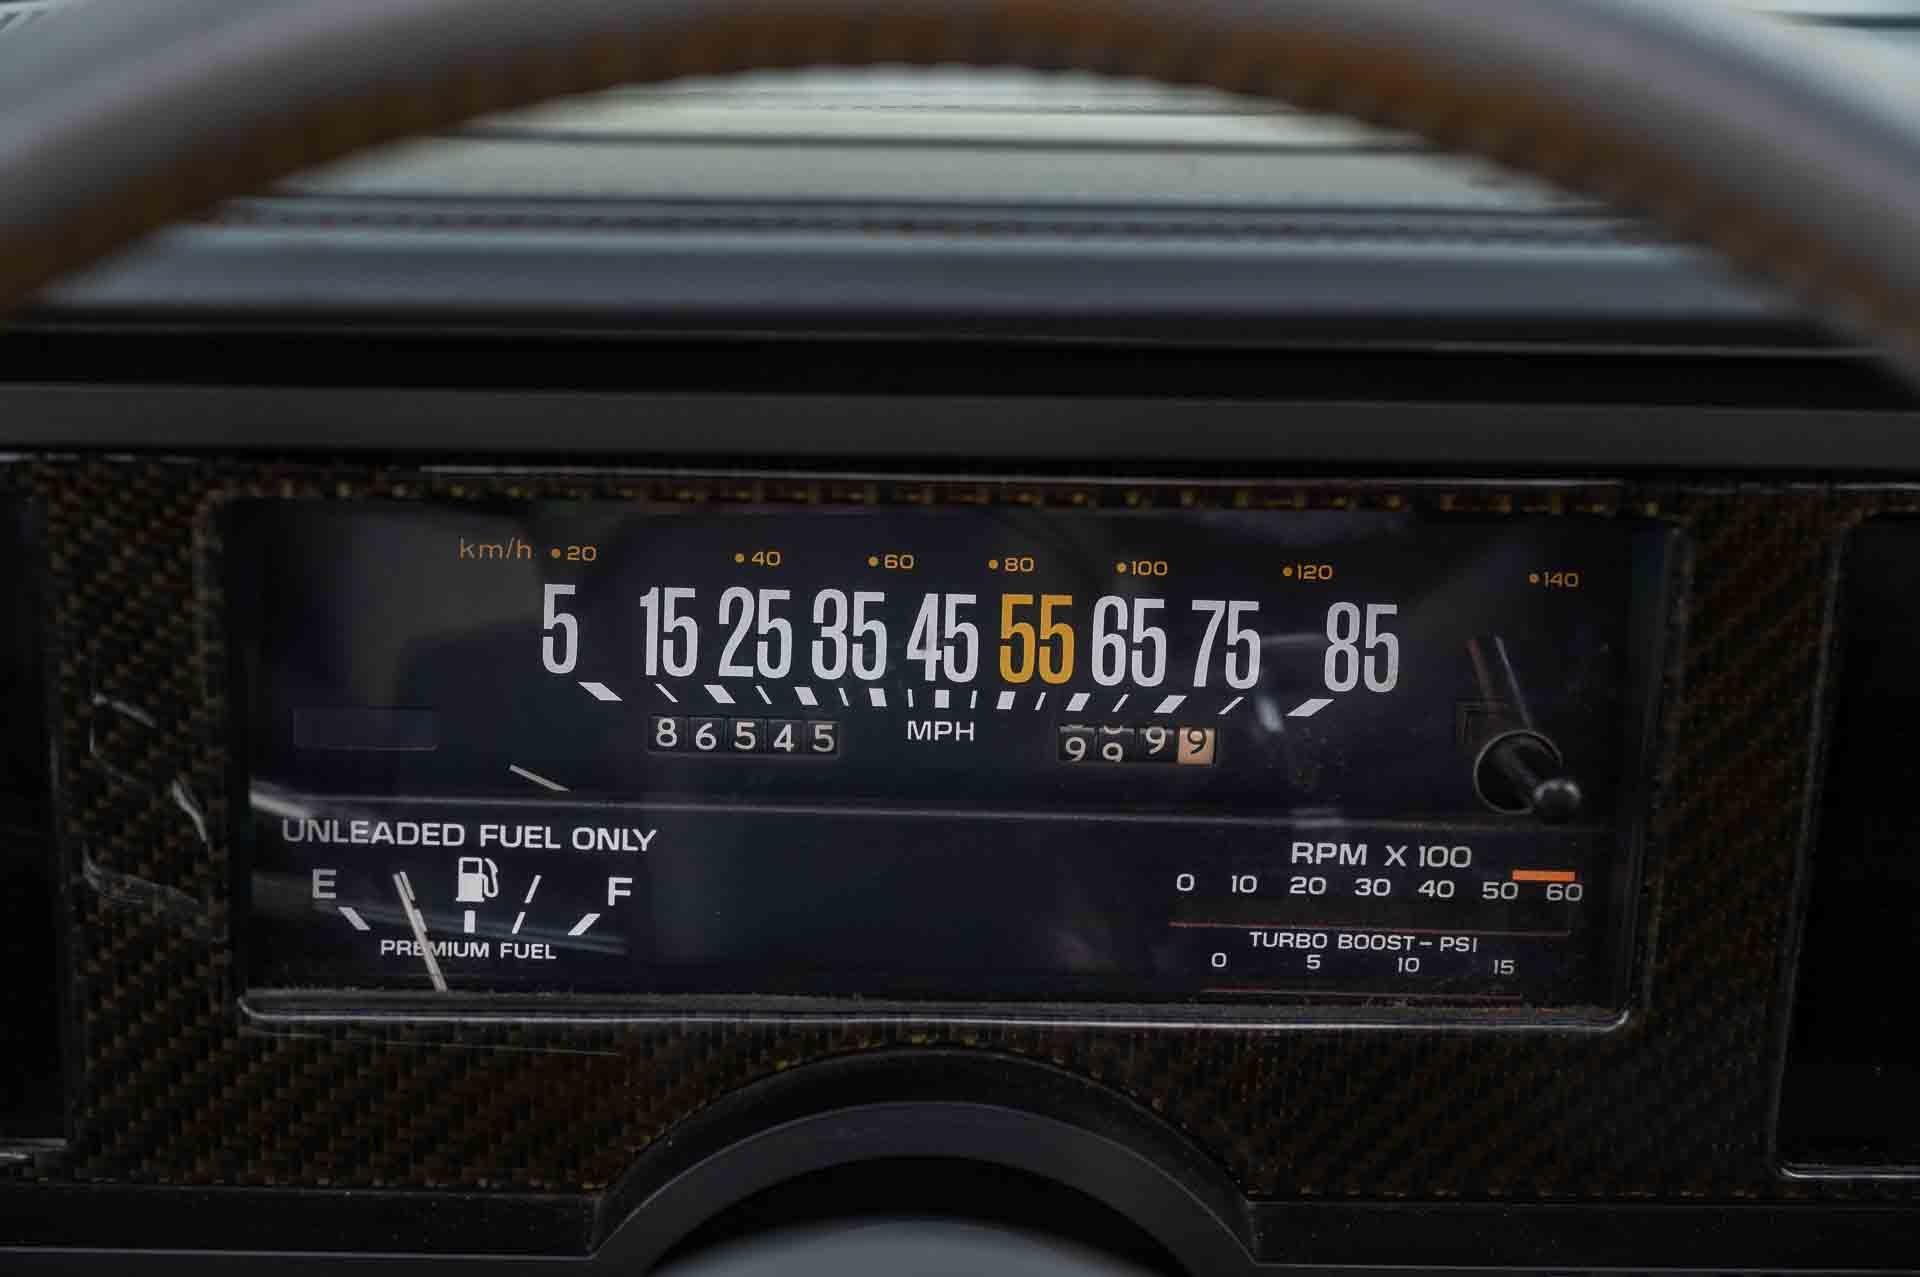 km/h 20 40 60 80 100 120 140
5 15 25 35 45 55 65 75 85
86545 MPH 9999
UNLEADED FUEL ONLY
E F
PREMIUM FUEL
RPM X 100
0 10 20 30 40 50 60
TURBO BOOST-PSI
0 5 10 15